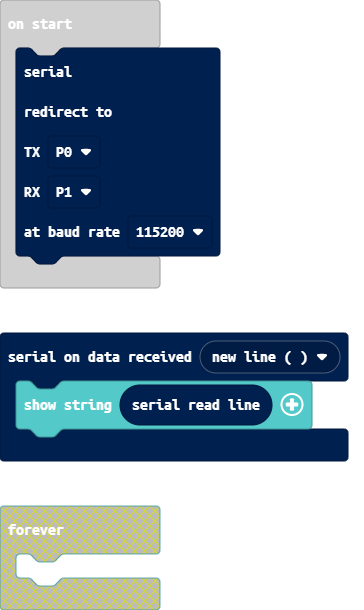 on start
serial
redirect to
TX P0
RX P1
at baud rate 115200
serial on data received new line ( )
show string serial read line
forever